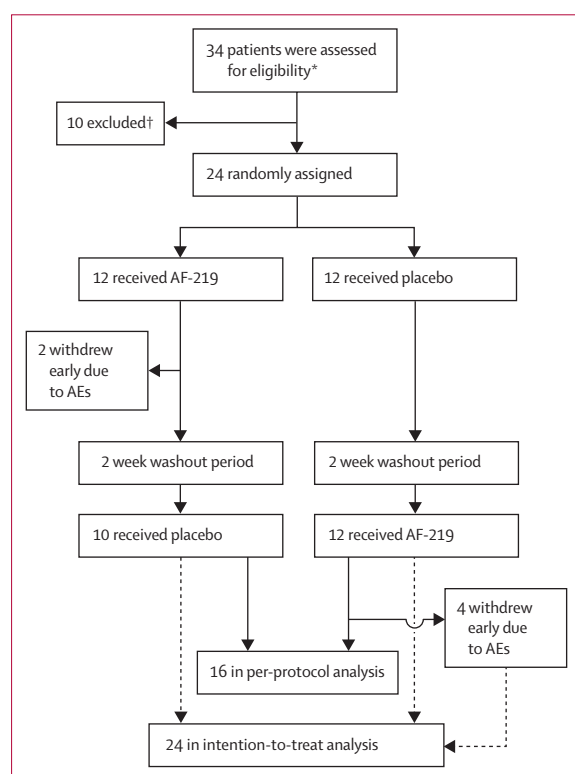 34 patients were assessed
for eligibility*
10 excluded†
24 randomly assigned
12 received AF-219
12 received placebo
2 withdrew
early due
to AEs
2 week washout period
2 week washout period
10 received placebo
12 received AF-219
4 withdrew
early due
to AEs
16 in per-protocol analysis
24 in intention-to-treat analysis